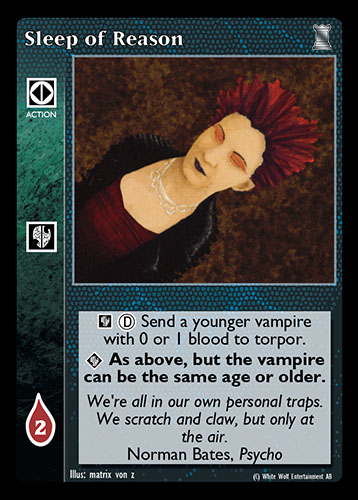 Sleep of Reason
ACTION
D Send a younger vampire
with 0 or 1 blood to torpor.
As above, but the vampire
can be the same age or older.
We're all in our own personal traps.
We scratch and claw, but only at
the air.
Norman Bates, Psycho
2
Illus: matrix von z
(C) White Wolf Entertainment AB